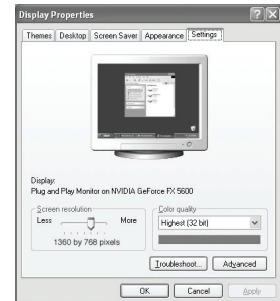 Display Properties
Themes Desktop Screen Saver Appearance Settings
Display:
Plug and Play Monitor on NVIDIA GeForce FX 5600
Screen resolution
Less More
1360 by 768 pixels
Color quality
Highest (32 bit)
Troubleshoot... Advanced
OK Cancel Apply